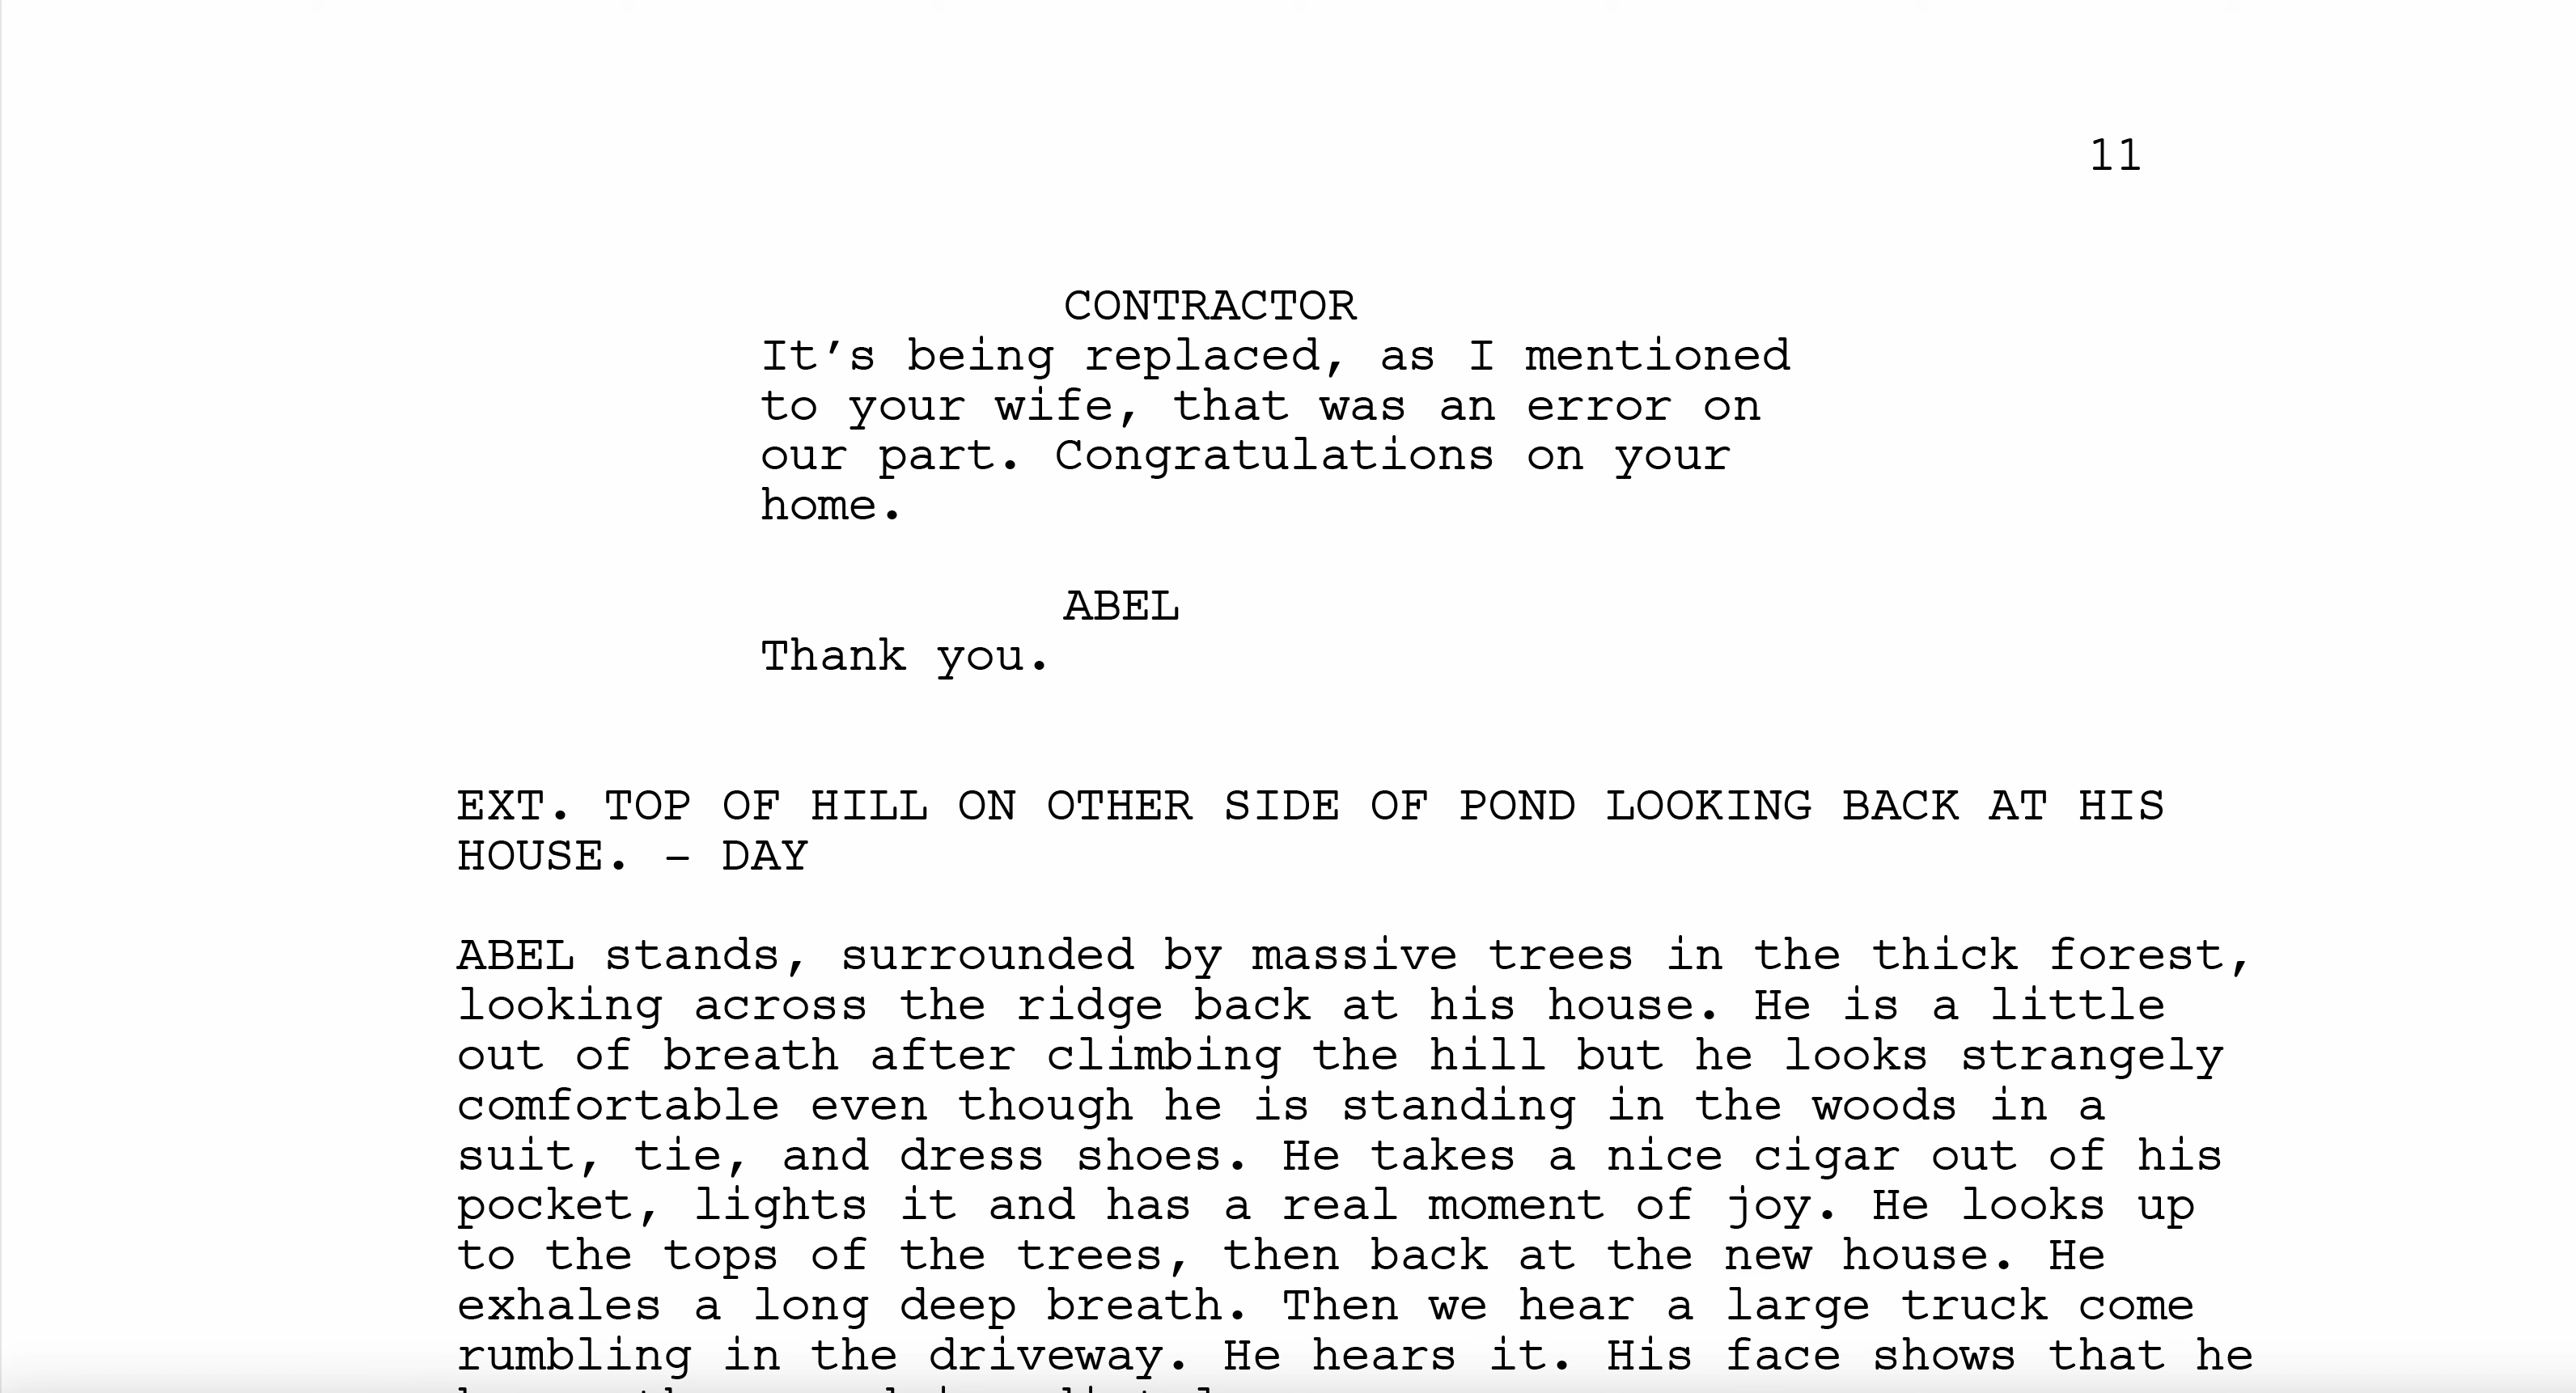 11
CONTRACTOR
It’s being replaced, as I mentioned
to your wife, that was an error on
our part. Congratulations on your
home.
ABEL
Thank you.
EXT. TOP OF HILL ON OTHER SIDE OF POND LOOKING BACK AT HIS
HOUSE. – DAY
ABEL stands, surrounded by massive trees in the thick forest,
looking across the ridge back at his house. He is a little
out of breath after climbing the hill but he looks strangely
comfortable even though he is standing in the woods in a
suit, tie, and dress shoes. He takes a nice cigar out of his
pocket, lights it and has a real moment of joy. He looks up
to the tops of the trees, then back at the new house. He
exhales a long deep breath. Then we hear a large truck come
rumbling in the driveway. He hears it. His face shows that he